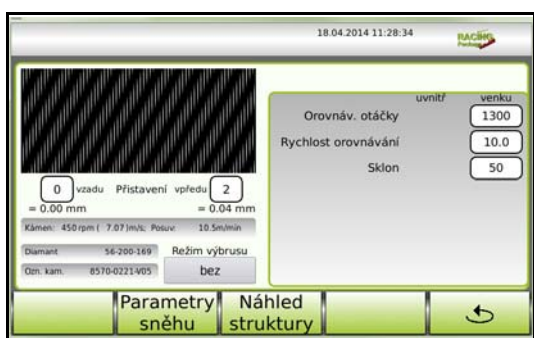 18.04.2014 11:28:34
RACING
Package
uvnitř venku
Orovnáv. otáčky 1300
Rychlost orovnávání 10.0
Sklon 50
0 vzadu Přistavení vpředu 2
= 0.00 mm = 0.04 mm
Kámen: 450 rpm ( 7.07 )m/s; Posuv: 10.5m/min
Diamant 56-200-169 Režim výbrusu
Ozn. kam. 8570-0221-V05 bez
Parametry sněhu
Náhled struktury